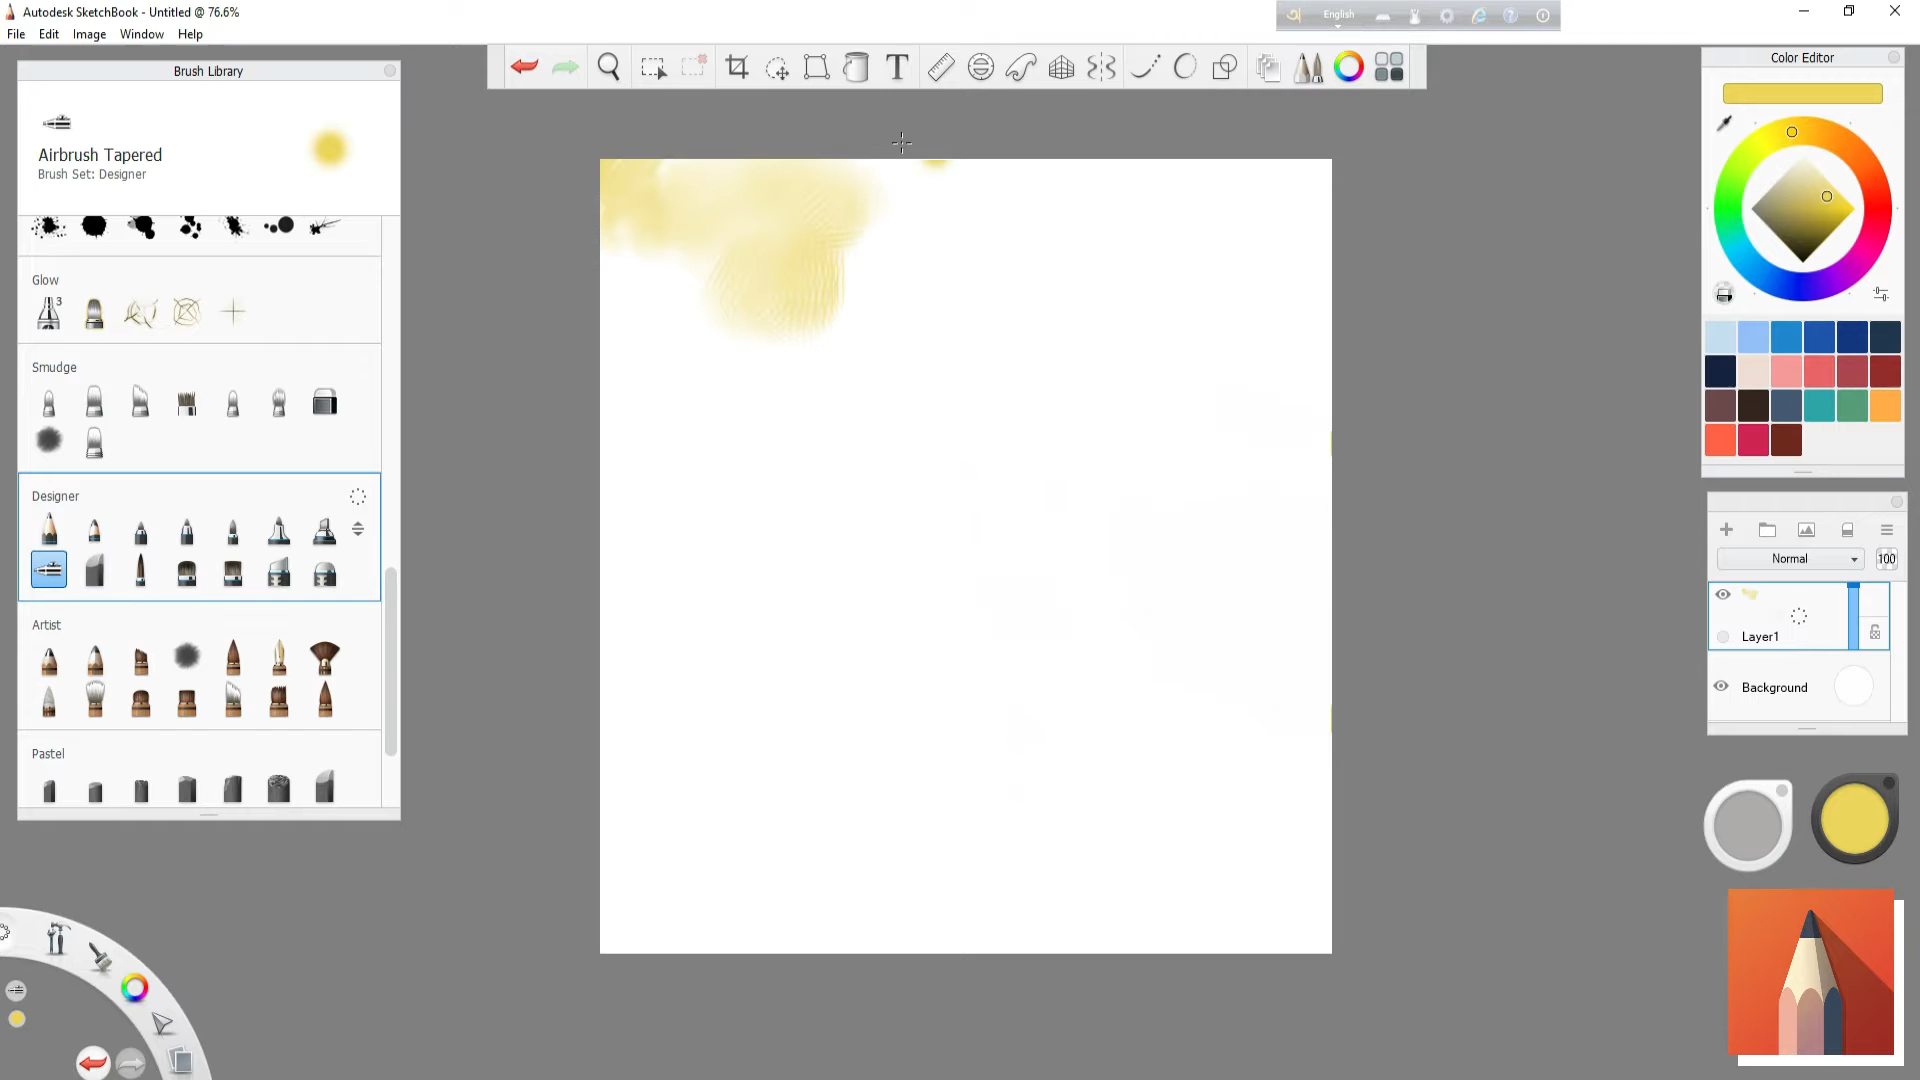 Autodesk SketchBook - Untitled @ 76.6%
English
File Edit Image Window Help
Brush Library
Color Editor
Airbrush Tapered
Brush Set: Designer
Glow
3
Smudge
Designer
Normal
100
Artist
Layer1
Background
Pastel